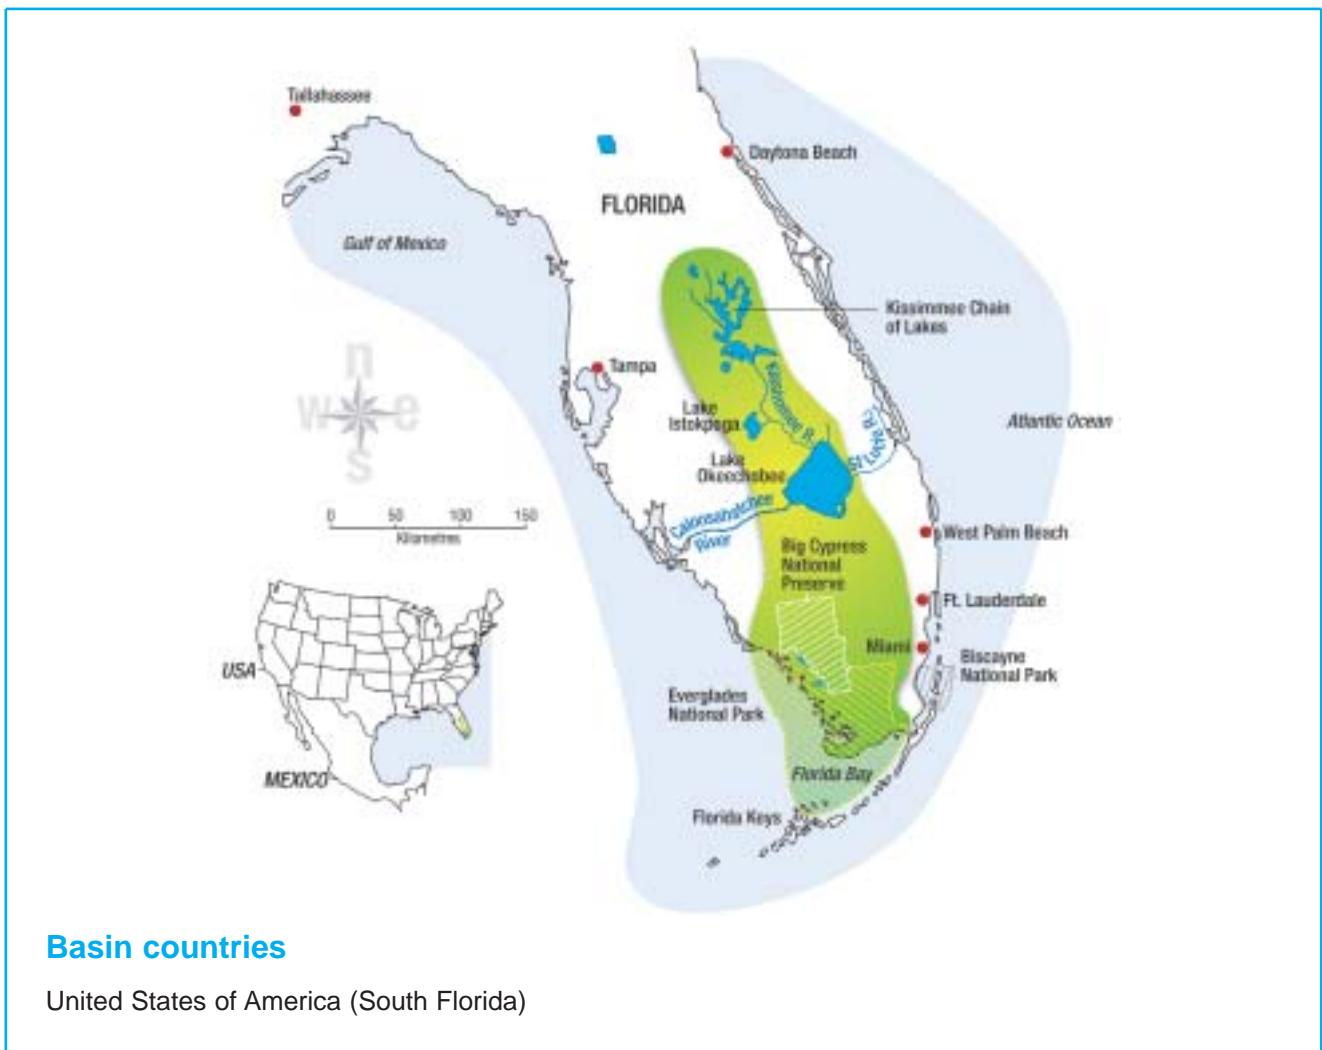 Tallahassee
Daytona Beach
FLORIDA
Gulf of Mexico
Kissimmee Chain
of Lakes
n
w e
s
Tampa
Kissimmee R.
Lake
Istokpoga
Atlantic Ocean
St Lucie R.
Lake
Okeechobee
0 50 100 150
Kilometres
Caloosahatchee
River
West Palm Beach
Big Cypress
National
Preserve
Ft. Lauderdale
Miami
Biscayne
National Park
USA
Everglades
National Park
MEXICO
Florida Bay
Florida Keys
Basin countries
United States of America (South Florida)